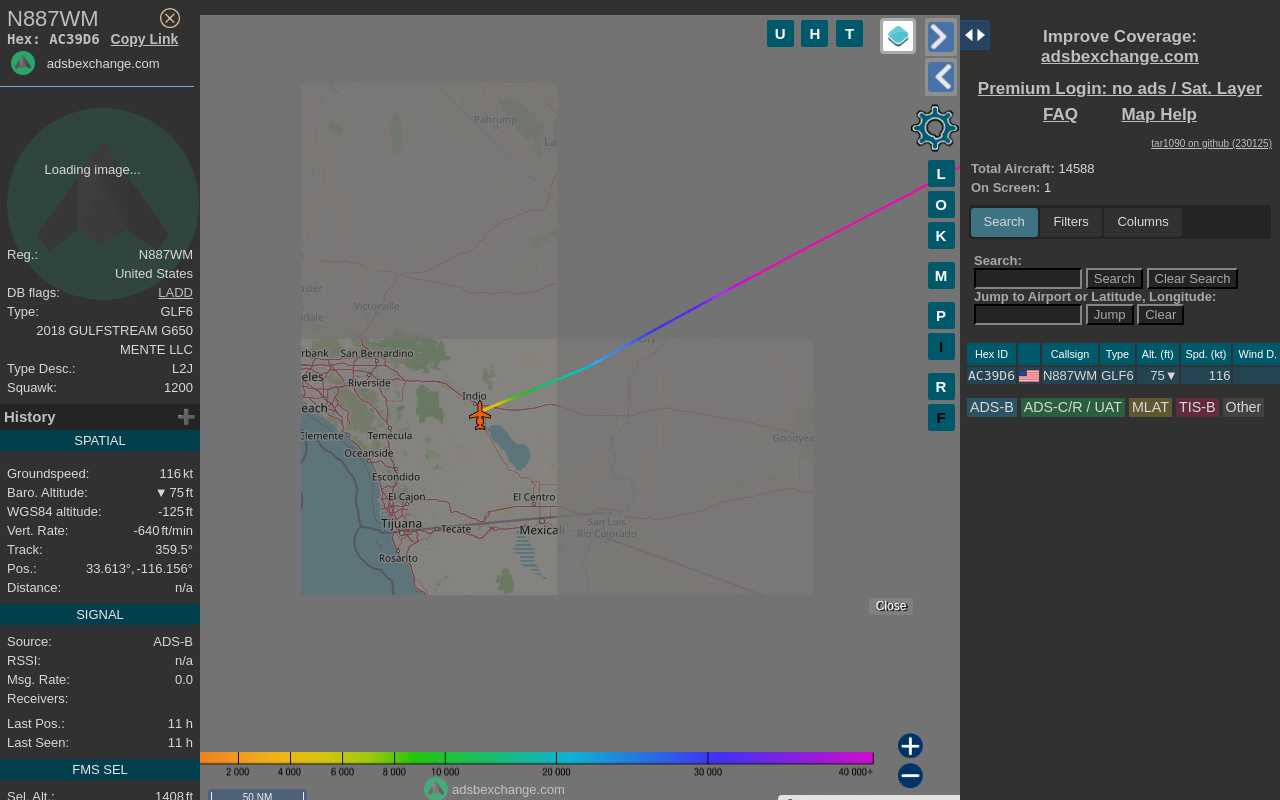 N887WM
Hex: AC39D6 Copy Link
adsbexchange.com
Loading image...
Reg.: N887WM
United States
DB flags: LADD
Type: GLF6
2018 GULFSTREAM G650
MENTE LLC
Type Desc.: L2J
Squawk: 1200
History
SPATIAL
Groundspeed: 116 kt
Baro. Altitude: ▼ 75 ft
WGS84 altitude: -125 ft
Vert. Rate: -640 ft/min
Track: 359.5°
Pos.: 33.613°, -116.156°
Distance: n/a
SIGNAL
Source: ADS-B
RSSI: n/a
Msg. Rate: 0.0
Receivers:
Last Pos.: 11 h
Last Seen: 11 h
FMS SEL
Sel. Alt.: 1408 ft
U H T
L
O
K
M
P
I
R
F
Pahrump
La
aster
Victorville
dale
City
rbank San Bernardino
eles
Riverside
Indio
each
Clemente Temecula
Goodyea
Oceanside
Escondido
El Cajon El Centro
Tijuana Tecate Mexicali
San Luis
Río Colorado
Rosarito
Close
2 000 4 000 6 000 8 000 10 000 20 000 30 000 40 000+
adsbexchange.com
50 NM
Improve Coverage:
adsbexchange.com
Premium Login: no ads / Sat. Layer
FAQ Map Help
tar1090 on github (230125)
Total Aircraft: 14588
On Screen: 1
Search Filters Columns
Search:
Search Clear Search
Jump to Airport or Latitude, Longitude:
Jump Clear
Hex ID Callsign Type Alt. (ft) Spd. (kt) Wind D.
AC39D6 N887WM GLF6 75▼ 116
ADS-B ADS-C/R / UAT MLAT TIS-B Other